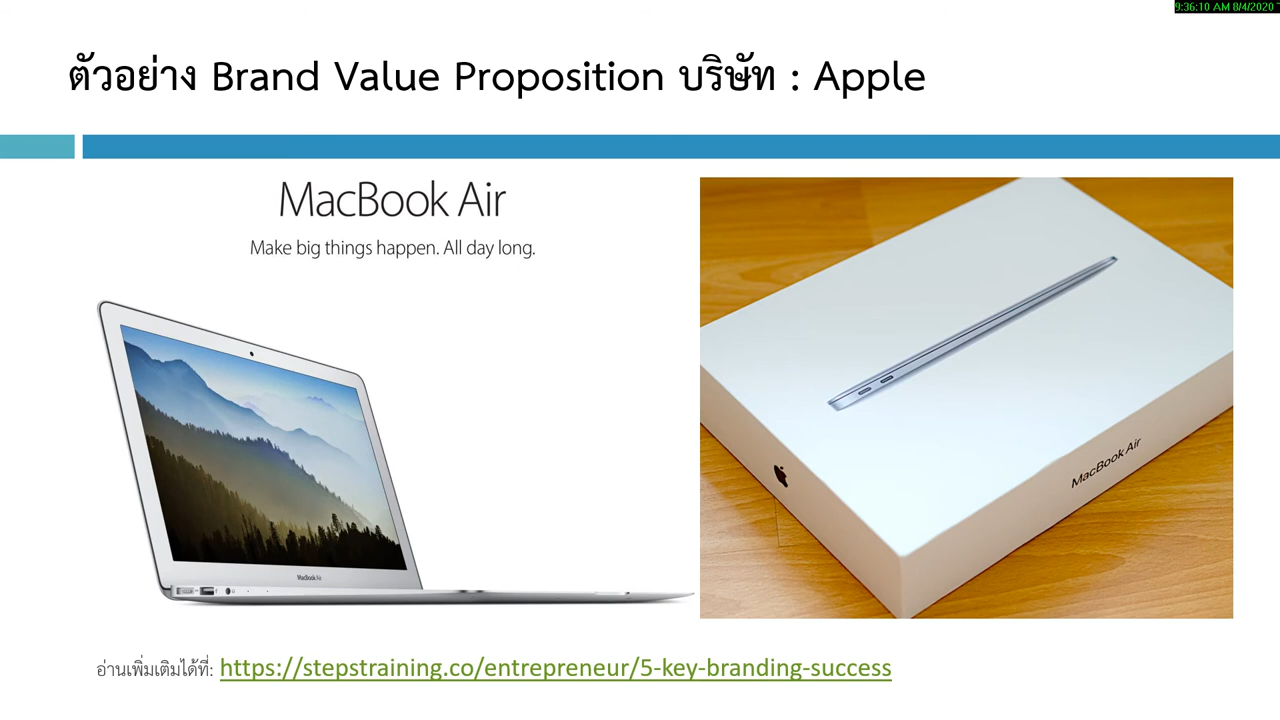 9:36:10 AM 8/4/2020
ตัวอย่าง Brand Value Proposition บริษัท : Apple
MacBook Air
Make big things happen. All day long.
MacBook Air
MacBook Air
อ่านเพิ่มเติมได้ที่: https://stepstraining.co/entrepreneur/5-key-branding-success